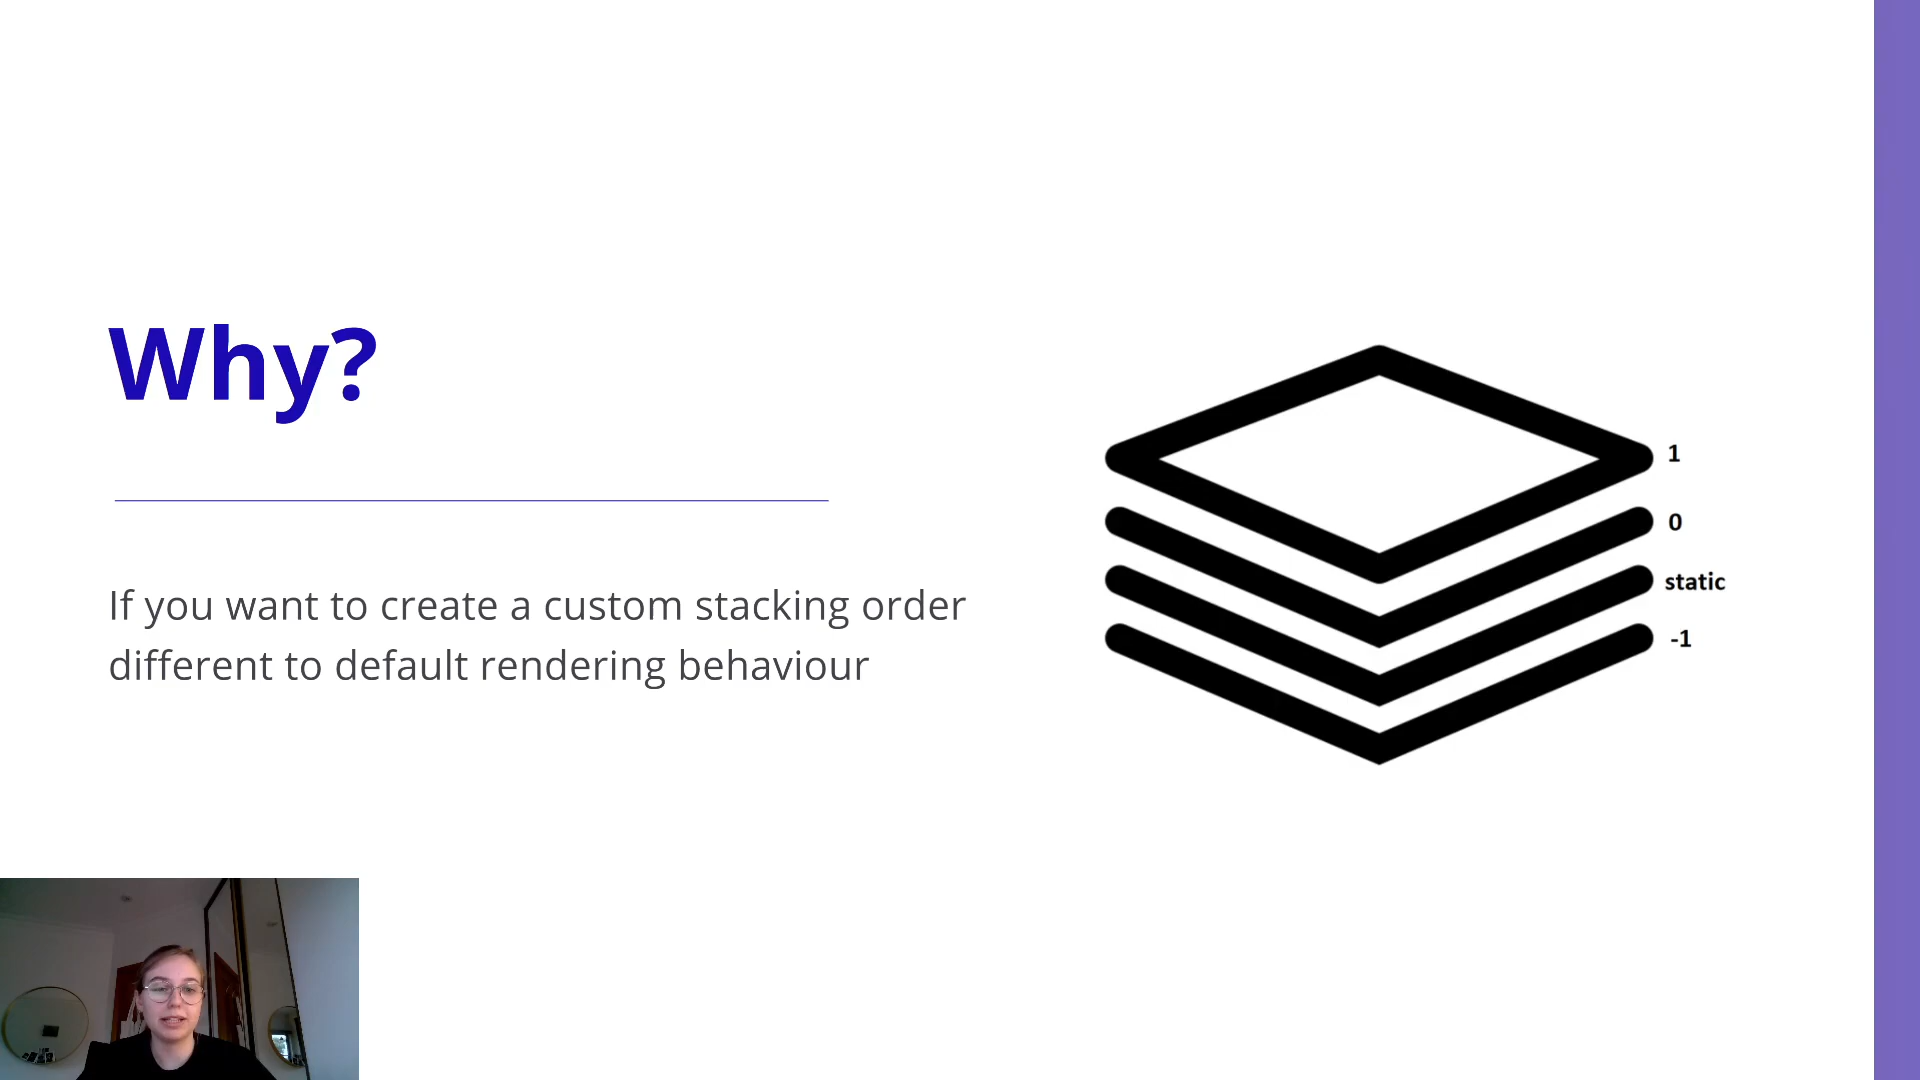 Why?
If you want to create a custom stacking order
different to default rendering behaviour
1
0
static
-1